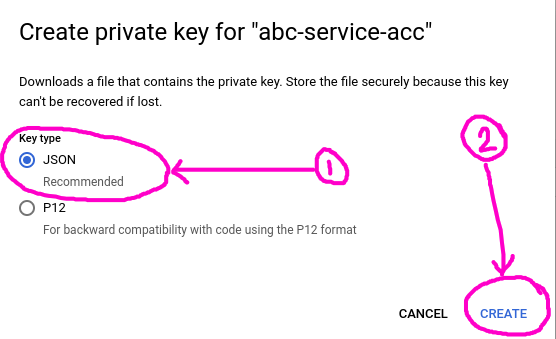 Create private key for "abc-service-acc"
Downloads a file that contains the private key. Store the file securely because this key
can't be recovered if lost.
Key type
JSON
Recommended
1
2
P12
For backward compatibility with code using the P12 format
CANCEL
CREATE